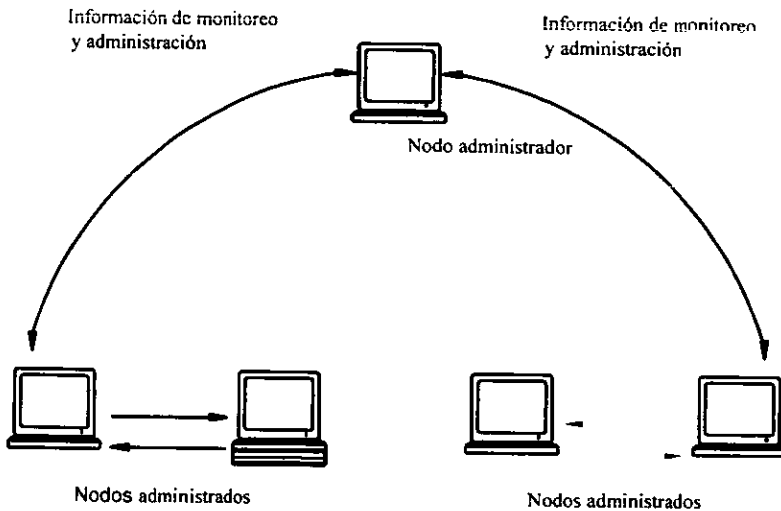 Información de monitoreo
y administración
Información de monitoreo
y administración
Nodo administrador
Nodos administrados
Nodos administrados